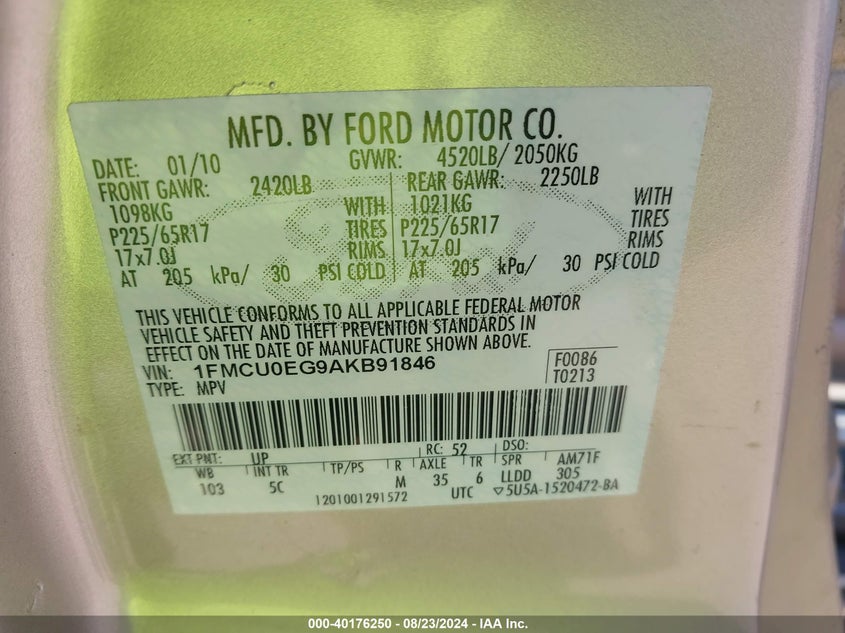 MFD. BY FORD MOTOR CO.
DATE: 01/10 GVWR: 4520LB/ 2050KG
FRONT GAWR: 2420LB REAR GAWR: 2250LB
1098KG WITH 1021KG WITH
P225/65R17 TIRES P225/65R17 TIRES
17x7.0J RIMS 17x7.0J RIMS
AT 205 kPa/ 30 PSI COLD AT 205 kPa/ 30 PSI COLD
THIS VEHICLE CONFORMS TO ALL APPLICABLE FEDERAL MOTOR
VEHICLE SAFETY AND THEFT PREVENTION STANDARDS IN
EFFECT ON THE DATE OF MANUFACTURE SHOWN ABOVE.
VIN: 1FMCU0EG9AKB91846 F0086
TYPE: MPV T0213
EXT PNT: UP RC: 52 DSO:
WB INT TR TP/PS R AXLE TR SPR AM71F
103 5C M 35 6 LLDD 305
1201001291572 UTC ▽5U5A-1520472-BA
000-40176250 - 08/23/2024 - IAA Inc.